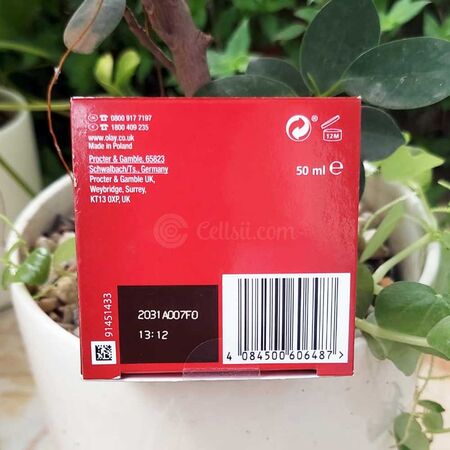 ☎ 0800 917 7197
☎ 1800 409 235
www.olay.co.uk
Made in Poland
Procter & Gamble, 65823
Schwalbach/Ts., Germany
Procter & Gamble UK,
Weybridge, Surrey,
KT13 0XP, UK
12M
50 ml ℮
Cellsii.com
91451433
2031A007F0
13:12
4 084500 606487 >